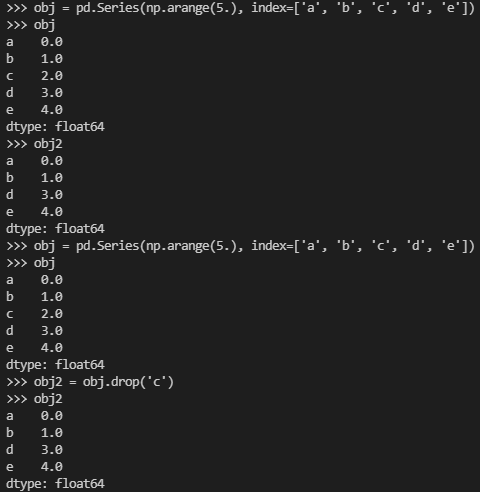 >>> obj = pd.Series(np.arange(5.), index=['a', 'b', 'c', 'd', 'e'])
>>> obj
a    0.0
b    1.0
c    2.0
d    3.0
e    4.0
dtype: float64
>>> obj2
a    0.0
b    1.0
d    3.0
e    4.0
dtype: float64
>>> obj = pd.Series(np.arange(5.), index=['a', 'b', 'c', 'd', 'e'])
>>> obj
a    0.0
b    1.0
c    2.0
d    3.0
e    4.0
dtype: float64
>>> obj2 = obj.drop('c')
>>> obj2
a    0.0
b    1.0
d    3.0
e    4.0
dtype: float64